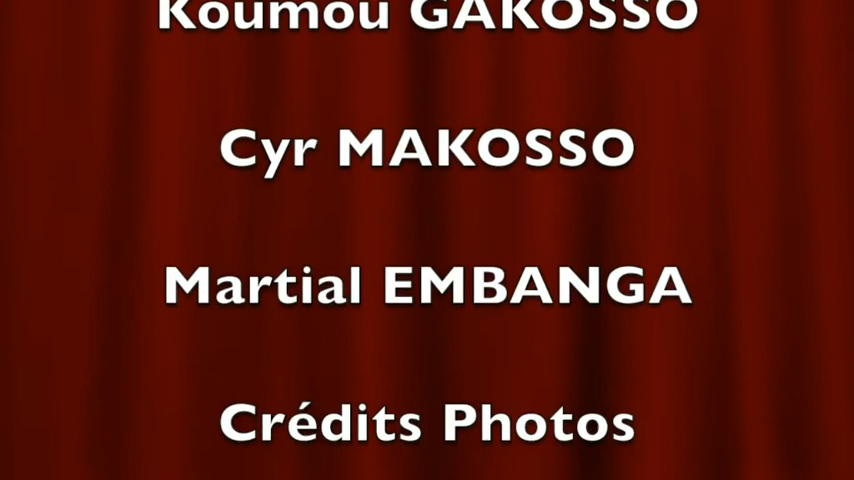 Koumou GAKOSSO
Cyr MAKOSSO
Martial EMBANGA
Crédits Photos